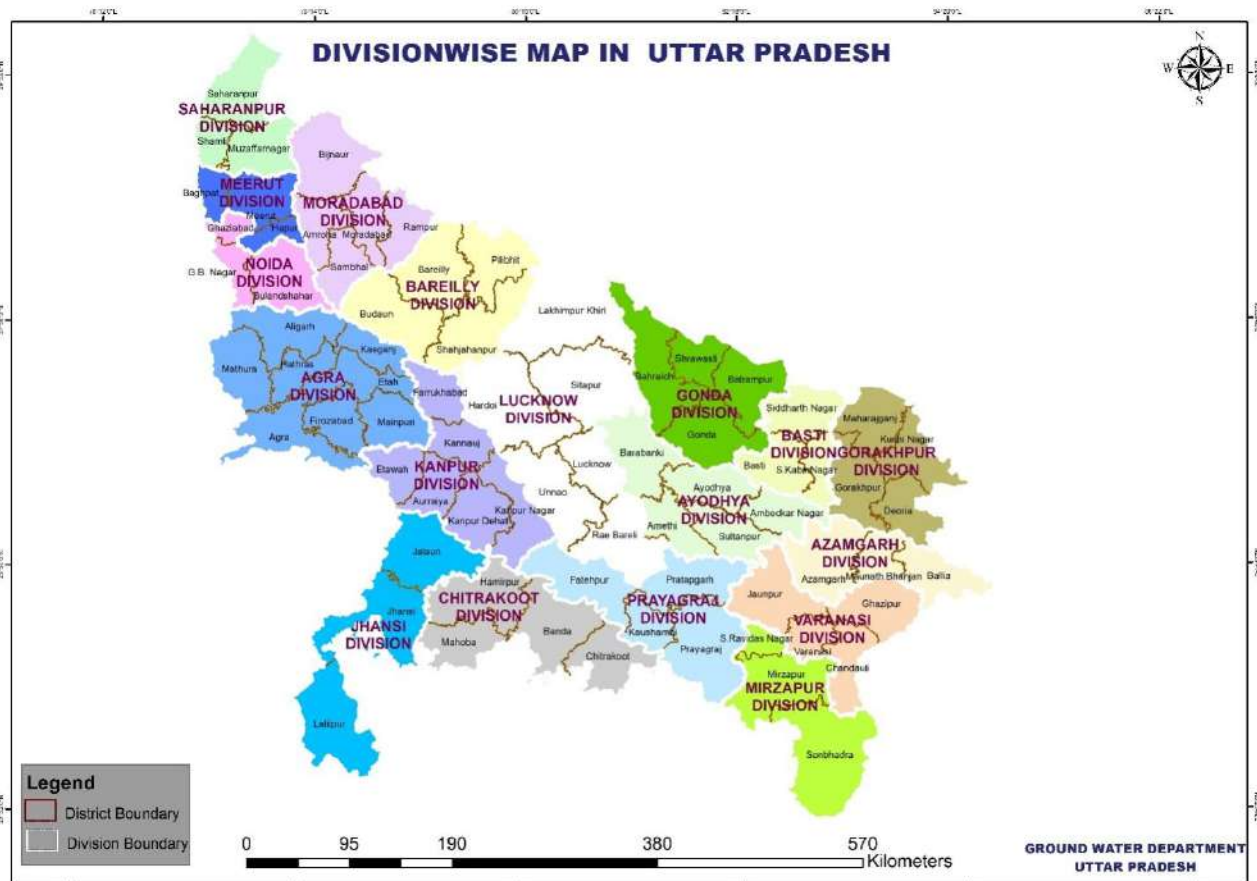 DIVISIONWISE MAP IN UTTAR PRADESH
N
W E
S
Saharanpur
SAHARANPUR
DIVISION
Shamli
Muzaffarnagar
Bijnaur
Baghpat
MEERUT
DIVISION
Meerut
Hapur
Ghaziabad
MORADABAD
DIVISION
Amroha
Moradabad
Rampur
Sambhal
G.B. Nagar
NOIDA
DIVISION
Bulandshahar
Bareilly
Pilibhit
BAREILLY
DIVISION
Budaun
Shahjahanpur
Lakhimpur Khiri
Aligarh
Mathura
Hathras
Kasganj
Etah
AGRA
DIVISION
Firozabad
Mainpuri
Agra
Farrukhabad
Hardoi
Sitapur
LUCKNOW
DIVISION
Lucknow
Unnao
Rae Bareli
Shrawasti
Bahraich
Balrampur
GONDA
DIVISION
Gonda
Siddharth Nagar
BASTI
DIVISION
Basti
S.KabirNagar
Maharajganj
Kushi Nagar
GORAKHPUR
DIVISION
Gorakhpur
Deoria
Kannauj
Etawah
KANPUR
DIVISION
Auraiya
Kanpur Nagar
Kanpur Dehat
Barabanki
Ayodhya
AYODHYA
DIVISION
Ambedkar Nagar
Amethi
Sultanpur
AZAMGARH
DIVISION
Azamgarh
Maunath Bhanjan
Ballia
Jalaun
Jhansi
JHANSI
DIVISION
Lalitpur
Hamirpur
CHITRAKOOT
DIVISION
Mahoba
Banda
Chitrakoot
Fatehpur
Pratapgarh
PRAYAGRAJ
DIVISION
Kaushambi
Prayagraj
Jaunpur
Ghazipur
VARANASI
DIVISION
S.Ravidas Nagar
Varanasi
Chandauli
Mirzapur
MIRZAPUR
DIVISION
Sonbhadra
Legend
District Boundary
Division Boundary
0 95 190 380 570
Kilometers
GROUND WATER DEPARTMENT
UTTAR PRADESH